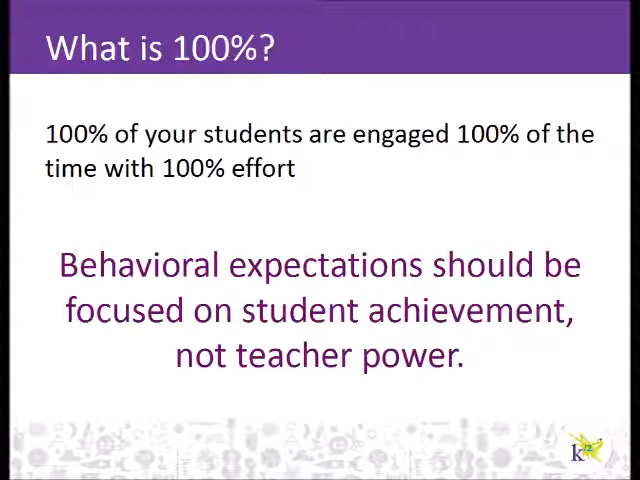 What is 100%?
100% of your students are engaged 100% of the
time with 100% effort
Behavioral expectations should be
focused on student achievement,
not teacher power.
k¹²